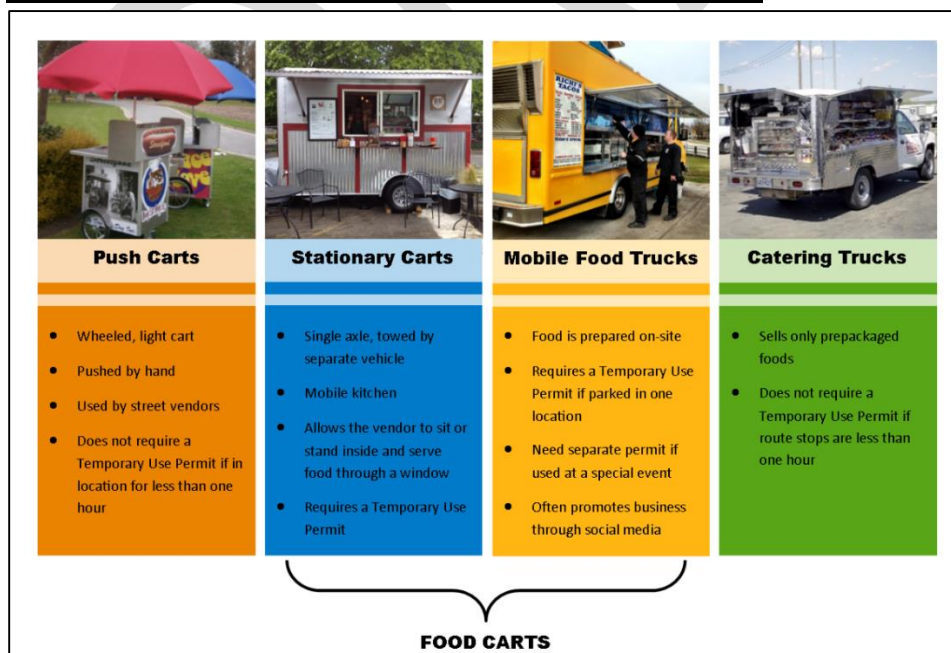 Push Carts
Wheeled, light cart
Pushed by hand
Used by street vendors
Does not require a
Temporary Use Permit if in
location for less than one
hour
Stationary Carts
Single axle, towed by
separate vehicle
Mobile kitchen
Allows the vendor to sit or
stand inside and serve
food through a window
Requires a Temporary Use
Permit
Mobile Food Trucks
Food is prepared on-site
Requires a Temporary Use
Permit if parked in one
location
Need separate permit if
used at a special event
Often promotes business
through social media
Catering Trucks
Sells only prepackaged
foods
Does not require a
Temporary Use Permit if
route stops are less than
one hour
FOOD CARTS